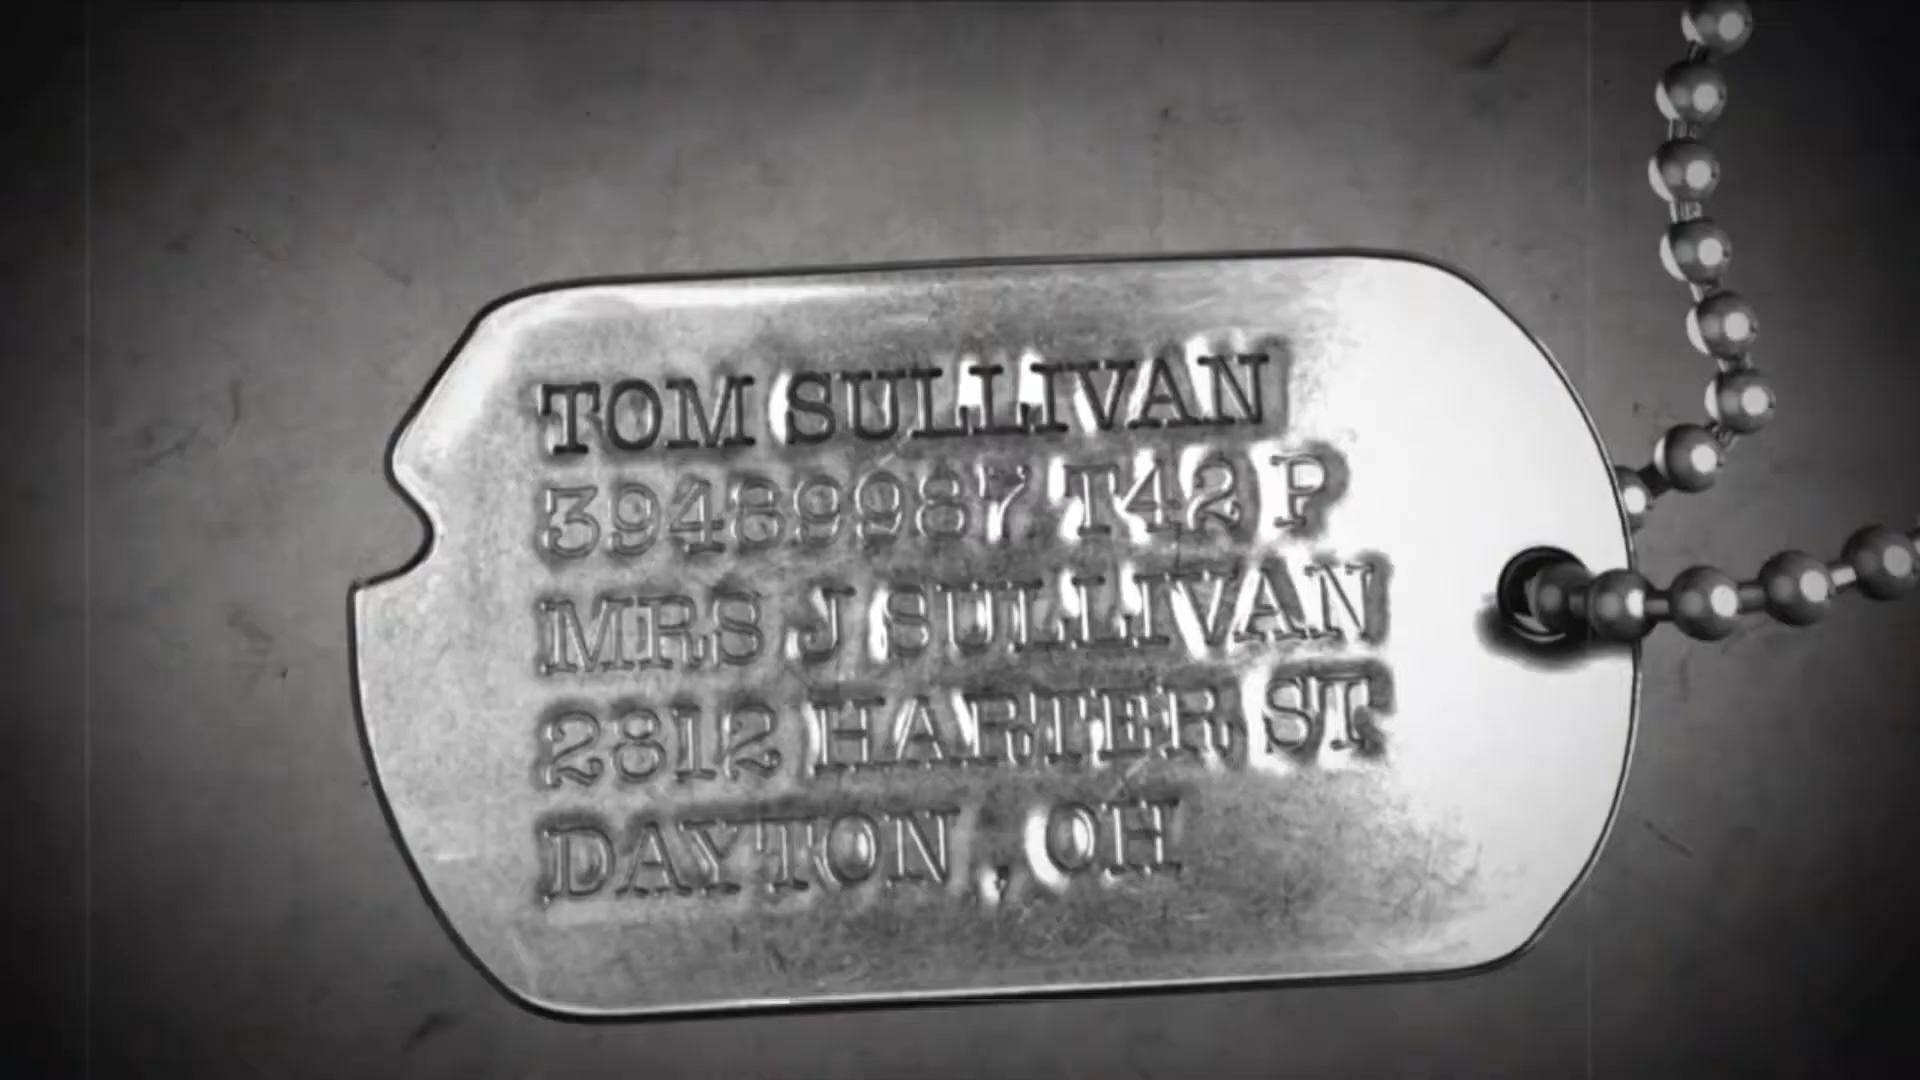 TOM SULLIVAN
39489987 T42 P
MRS J SULLIVAN
2812 HARTER ST
DAYTON , OH